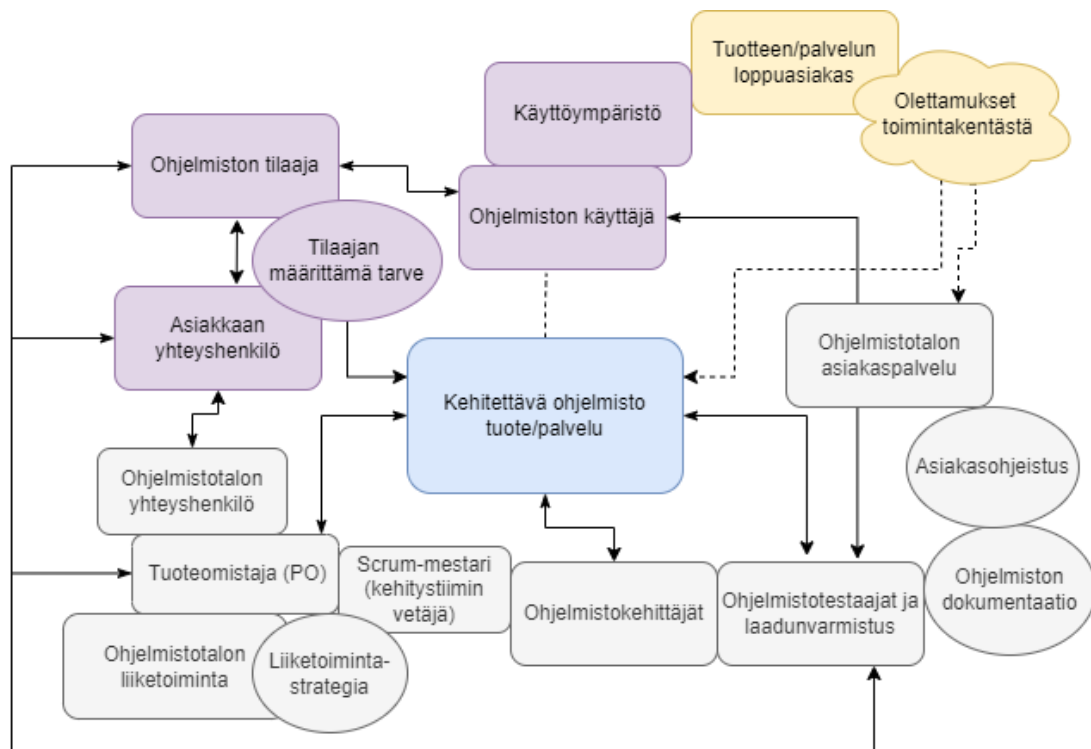 Tuotteen/palvelun
loppuasiakas
Olettamukset
toimintakentästä
Käyttöympäristö
Ohjelmiston tilaaja
Ohjelmiston käyttäjä
Tilaajan
määrittämä tarve
Asiakkaan
yhteyshenkilö
Ohjelmistotalon
asiakaspalvelu
Kehitettävä ohjelmisto
tuote/palvelu
Asiakasohjeistus
Ohjelmistotalon
yhteyshenkilö
Tuoteomistaja (PO)
Scrum-mestari
(kehitystiimin
vetäjä)
Ohjelmistokehittäjät
Ohjelmistotestaajat ja
laadunvarmistus
Ohjelmiston
dokumentaatio
Ohjelmistotalon
liiketoiminta
Liiketoiminta-
strategia